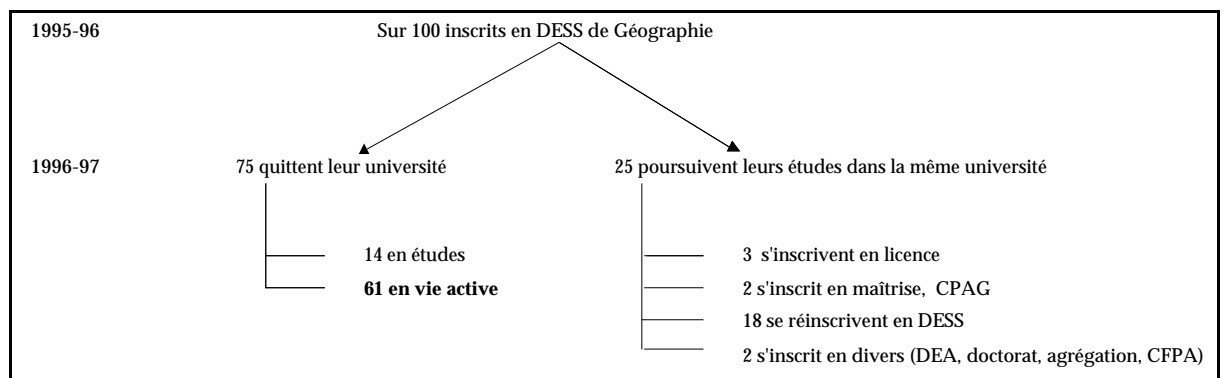 1995-96 Sur 100 inscrits en DESS de Géographie
1996-97 75 quittent leur université 25 poursuivent leurs études dans la même université
14 en études 3 s'inscrivent en licence
61 en vie active 2 s'inscrit en maîtrise, CPAG
18 se réinscrivent en DESS
2 s'inscrit en divers (DEA, doctorat, agrégation, CFPA)